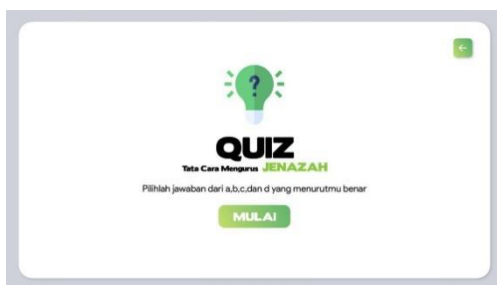 ?
QUIZ
Tata Cara Mengurus JENAZAH
Pilihlah jawaban dari a,b,c,dan d yang menurutmu benar
MULAI